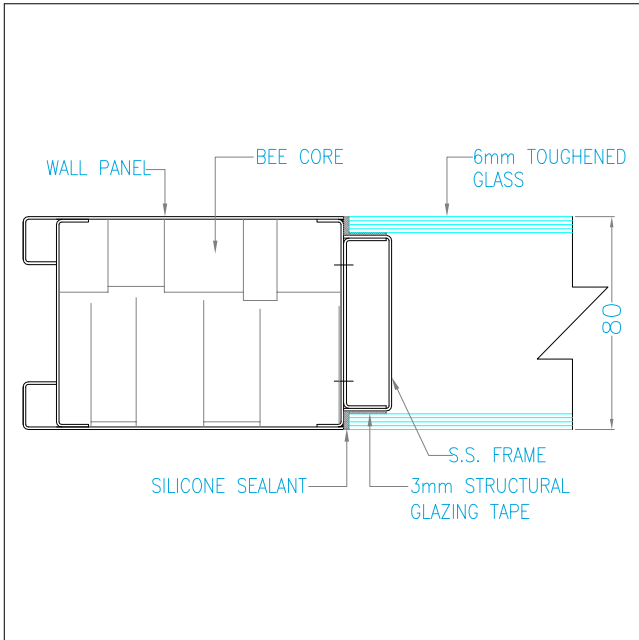 WALL PANEL
BEE CORE
6mm TOUGHENED
GLASS
80
S.S. FRAME
SILICONE SEALANT
3mm STRUCTURAL
GLAZING TAPE